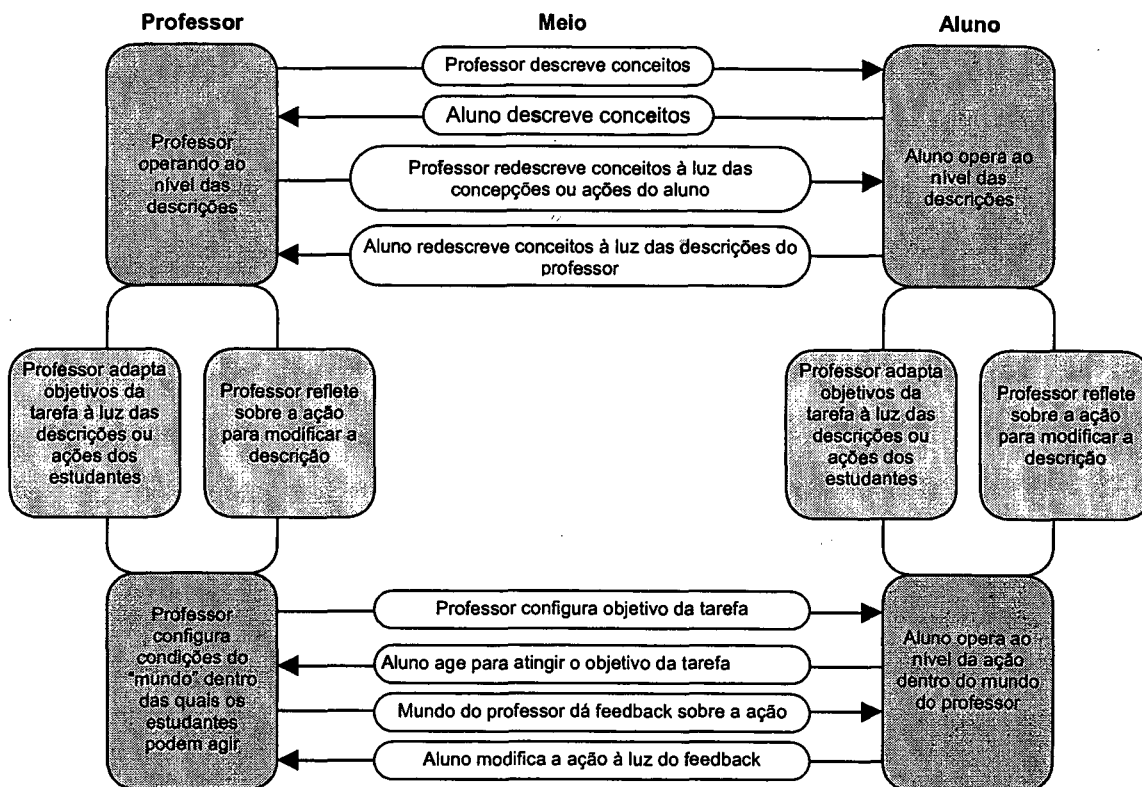 Professor
Meio
Aluno
Professor descreve conceitos
Aluno descreve conceitos
Professor
operando ao
nível das
descrições
Professor redescreve conceitos à luz das
concepções ou ações do aluno
Aluno opera ao
nível das
descrições
Aluno redescreve conceitos à luz das descrições do
professor
Professor adapta
objetivos da
tarefa à luz das
descrições ou
ações dos
estudantes
Professor reflete
sobre a ação
para modificar a
descrição
Professor adapta
objetivos da
tarefa à luz das
descrições ou
ações dos
estudantes
Professor reflete
sobre a ação
para modificar a
descrição
Professor
configura
condições do
"mundo" dentro
das quais os
estudantes
podem agir
Professor configura objetivo da tarefa
Aluno age para atingir o objetivo da tarefa
Mundo do professor dá feedback sobre a ação
Aluno modifica a ação à luz do feedback
Aluno opera ao
nível da ação
dentro do mundo
do professor